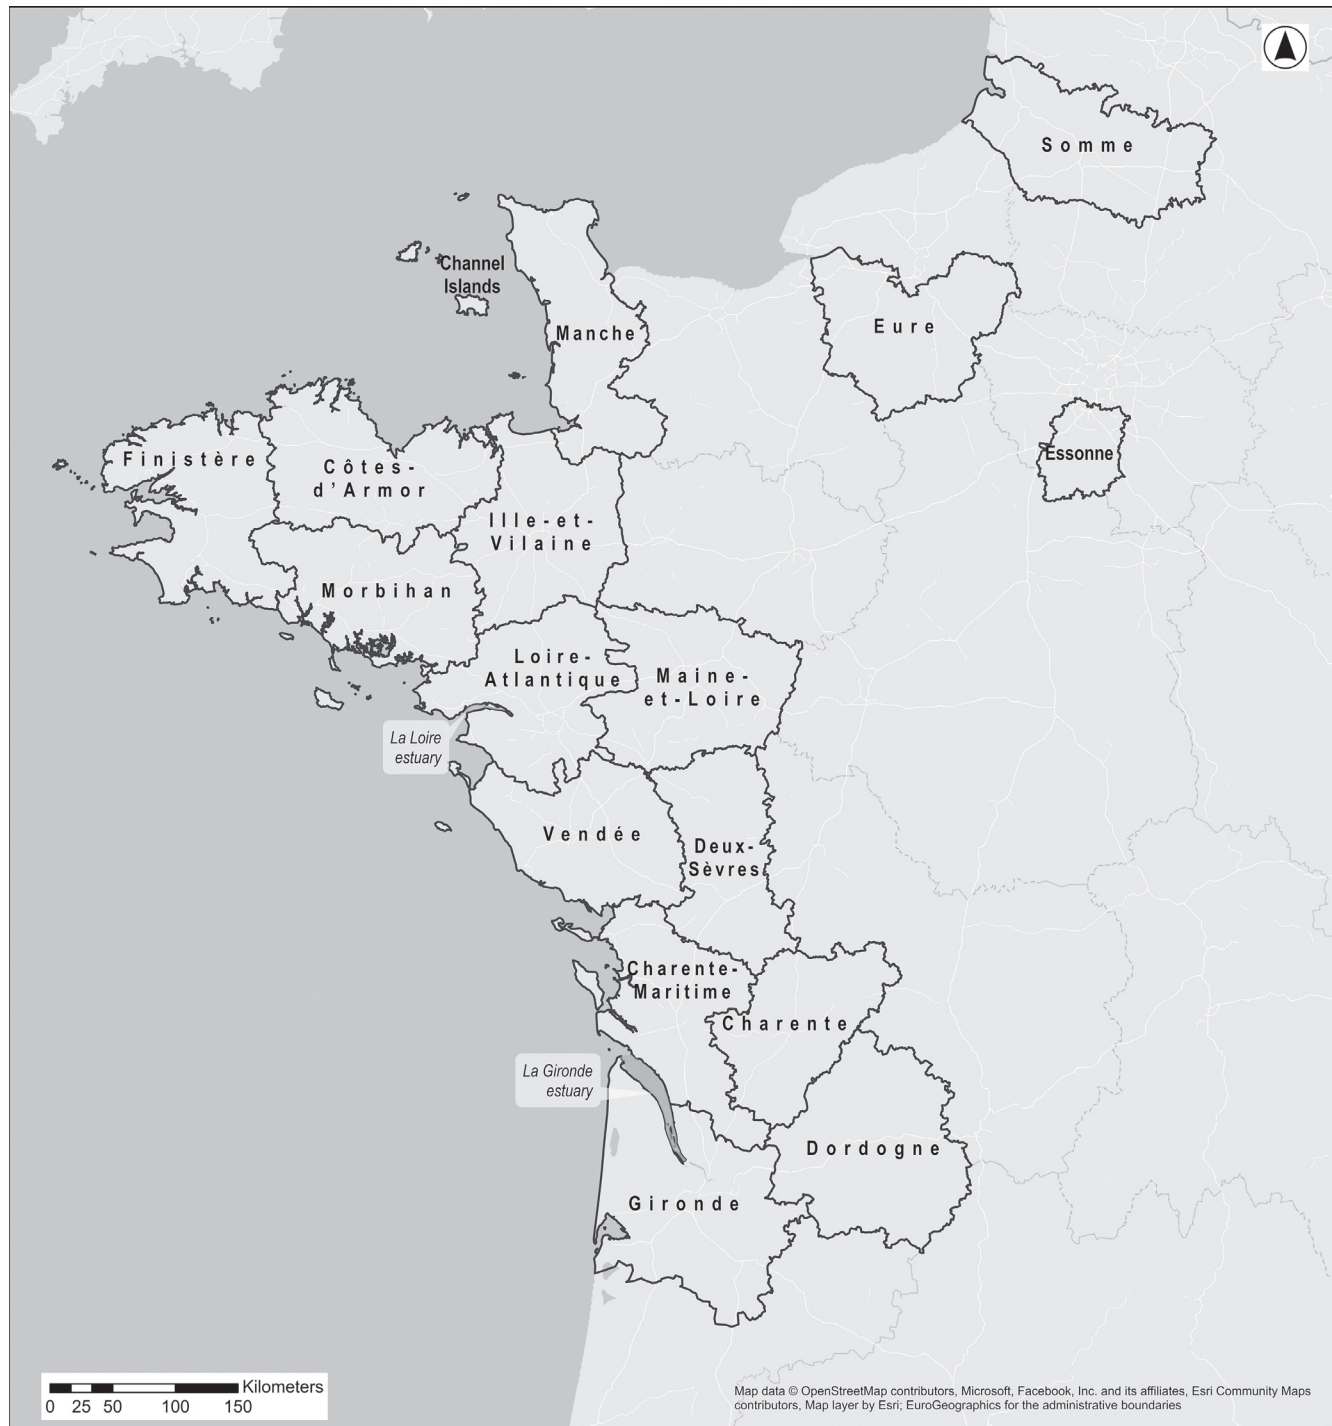 Somme
Channel
Islands
Manche
Eure
Finistère
Côtes-
d'Armor
Essonne
Ille-et-
Vilaine
Morbihan
Loire-
Atlantique
Maine-
et-Loire
La Loire
estuary
Vendée
Deux-
Sèvres
Charente-
Maritime
Charente
La Gironde
estuary
Dordogne
Gironde
Kilometers
0 25 50 100 150
Map data © OpenStreetMap contributors, Microsoft, Facebook, Inc. and its affiliates, Esri Community Maps
contributors, Map layer by Esri; EuroGeographics for the administrative boundaries